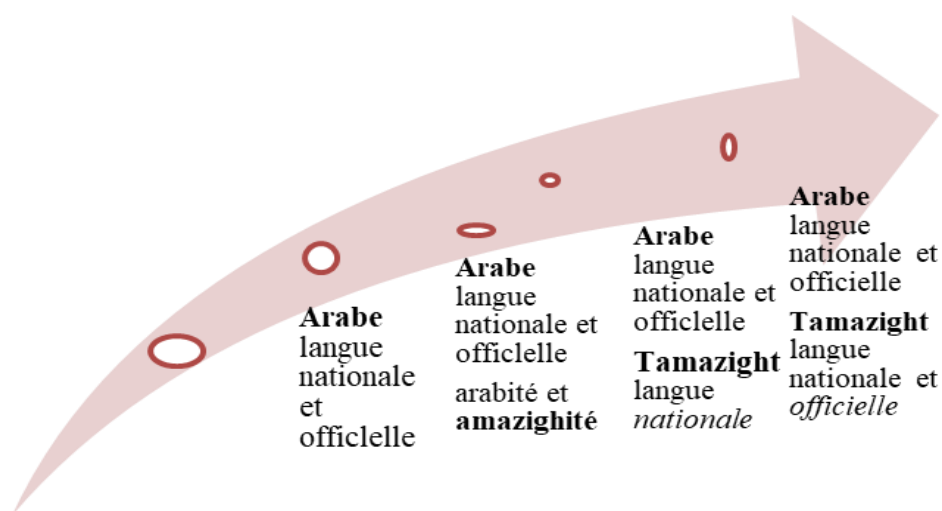 Arabe
langue
nationale
et
officlelle
Arabe
langue
nationale et
officlelle
arabité et
amazighité
Arabe
langue
nationale et
officlelle
Tamazight
langue
nationale
Arabe
langue
nationale et
officielle
Tamazight
langue
nationale et
officielle